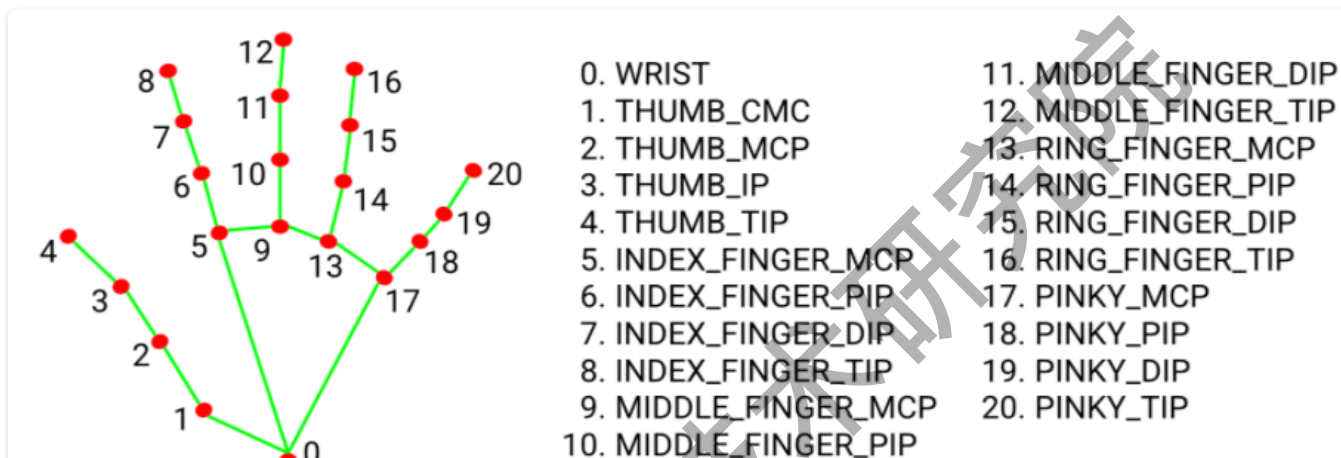 12
8
16
11
7
15
10
6
20
14
19
4
5
9
18
13
3
17
2
1
0
0. WRIST
1. THUMB_CMC
2. THUMB_MCP
3. THUMB_IP
4. THUMB_TIP
5. INDEX_FINGER_MCP
6. INDEX_FINGER_PIP
7. INDEX_FINGER_DIP
8. INDEX_FINGER_TIP
9. MIDDLE_FINGER_MCP
10. MIDDLE_FINGER_PIP
11. MIDDLE_FINGER_DIP
12. MIDDLE_FINGER_TIP
13. RING_FINGER_MCP
14. RING_FINGER_PIP
15. RING_FINGER_DIP
16. RING_FINGER_TIP
17. PINKY_MCP
18. PINKY_PIP
19. PINKY_DIP
20. PINKY_TIP
术研究院